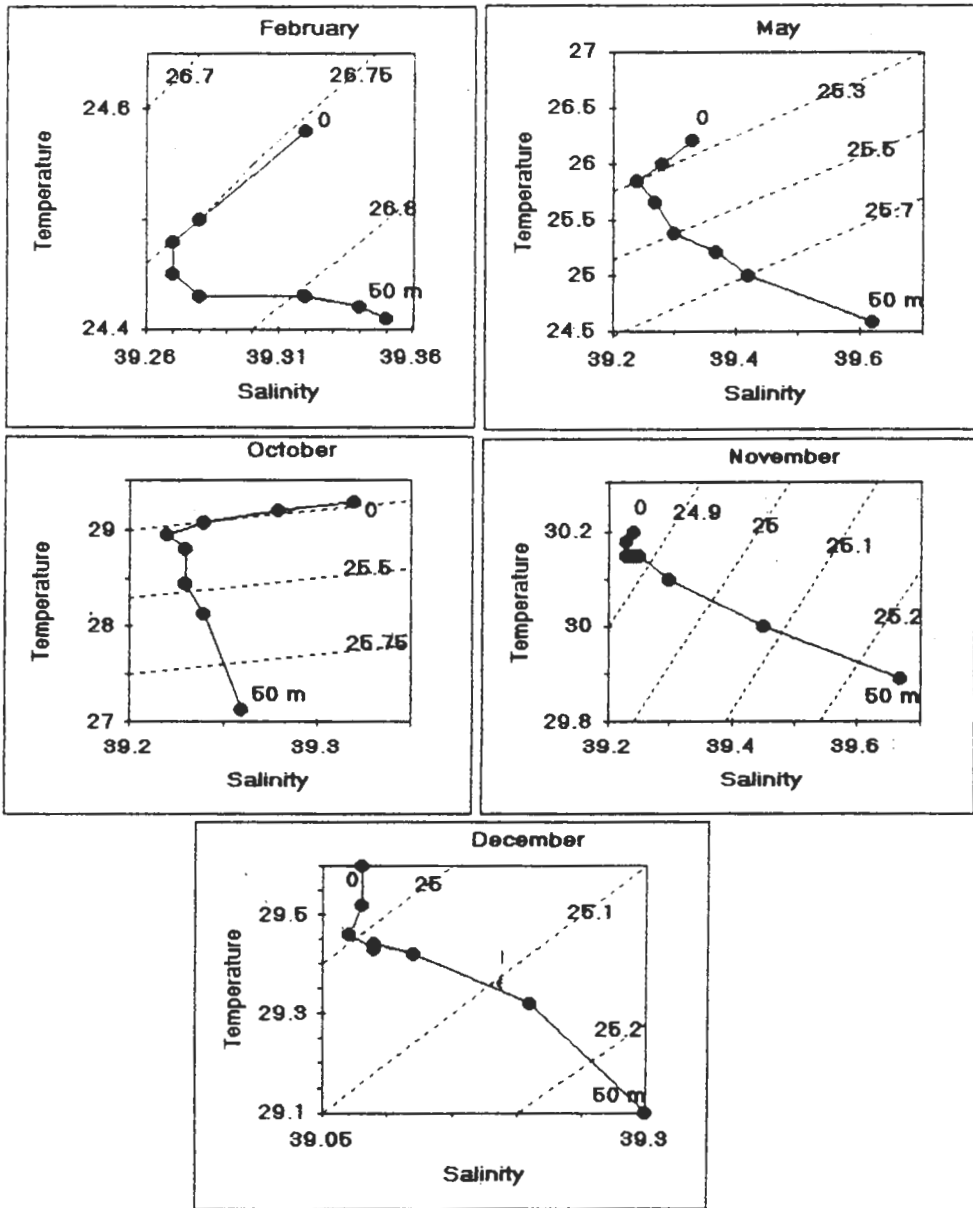 February
26.7
26.75
24.6
0
26.8
Temperature
50 m
24.4
39.26
39.31
39.36
Salinity
May
27
26.5
25.3
0
26
25.5
Temperature
25.5
25.7
25
50 m
24.5
39.2
39.4
39.6
Salinity
October
29
0
25.5
28
Temperature
25.75
50 m
27
39.2
39.3
Salinity
November
0
24.9
25
30.2
25.1
Temperature
30
25.2
50 m
29.8
39.2
39.4
39.6
Salinity
December
0
25
29.5
25.1
Temperature
29.3
25.2
50 m
29.1
39.05
39.3
Salinity